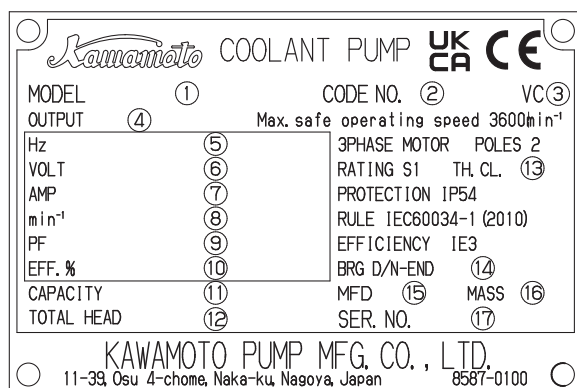 Kawamoto COOLANT PUMP UK CA CE
MODEL ① CODE NO. ② VC ③
OUTPUT ④ Max. safe operating speed 3600min⁻¹
Hz ⑤ 3PHASE MOTOR POLES 2
VOLT ⑥ RATING S1 TH. CL. ⑬
AMP ⑦ PROTECTION IP54
min⁻¹ ⑧ RULE IEC60034-1 (2010)
PF ⑨ EFFICIENCY IE3
EFF. % ⑩ BRG D/N-END ⑭
CAPACITY ⑪ MFD ⑮ MASS ⑯
TOTAL HEAD ⑫ SER. NO. ⑰
KAWAMOTO PUMP MFG. CO., LTD.
11-39, Osu 4-chome, Naka-ku, Nagoya, Japan 8587-0100